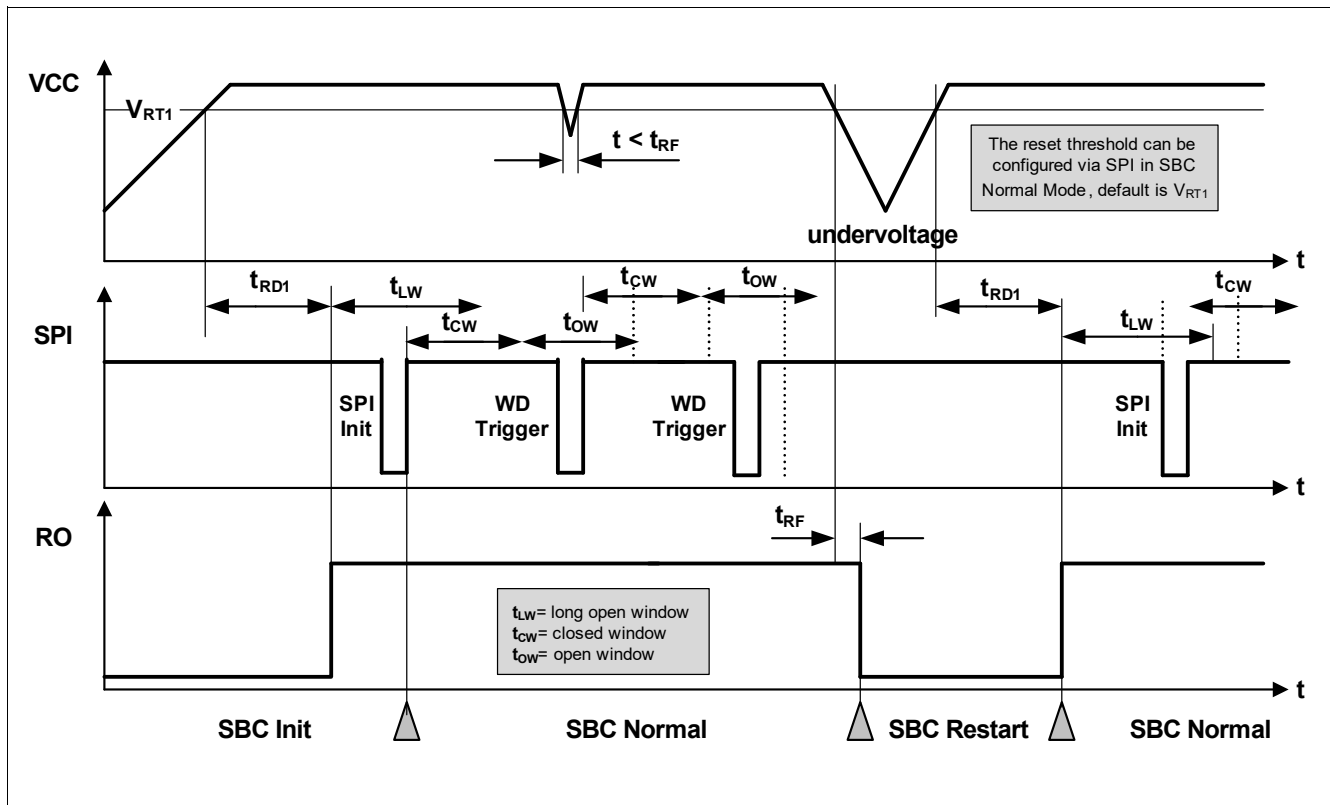 VCC
VRT1
t < tRF
The reset threshold can be
configured via SPI in SBC
Normal Mode, default is VRT1
undervoltage
t
tRD1
tLW
tCW
tOW
tCW
tOW
tRD1
tLW
tCW
SPI
SPI
Init
WD
Trigger
WD
Trigger
SPI
Init
t
RO
tRF
tLW= long open window
tCW= closed window
tOW= open window
t
SBC Init
SBC Normal
SBC Restart
SBC Normal